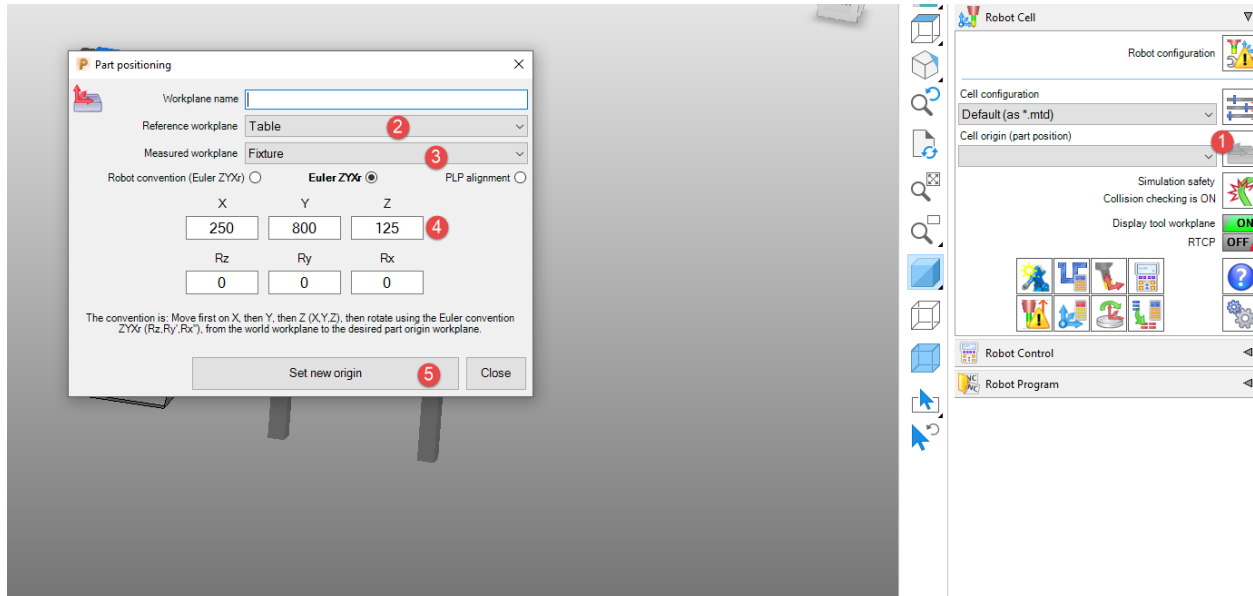 Part positioning
Workplane name
Reference workplane Table 2
Measured workplane Fixture 3
Robot convention (Euler ZYXr) Euler ZYXr PLP alignment
X Y Z
250 800 125 4
Rz Ry Rx
0 0 0
The convention is: Move first on X, then Y, then Z (X,Y,Z), then rotate using the Euler convention
ZYXr (Rz,Ry',Rx"), from the world workplane to the desired part origin workplane.
Set new origin 5 Close
Robot Cell
Robot configuration
Cell configuration
Default (as *.mtd)
Cell origin (part position)
1
Simulation safety
Collision checking is ON
Display tool workplane ON
RTCP OFF
Robot Control
NC Robot Program